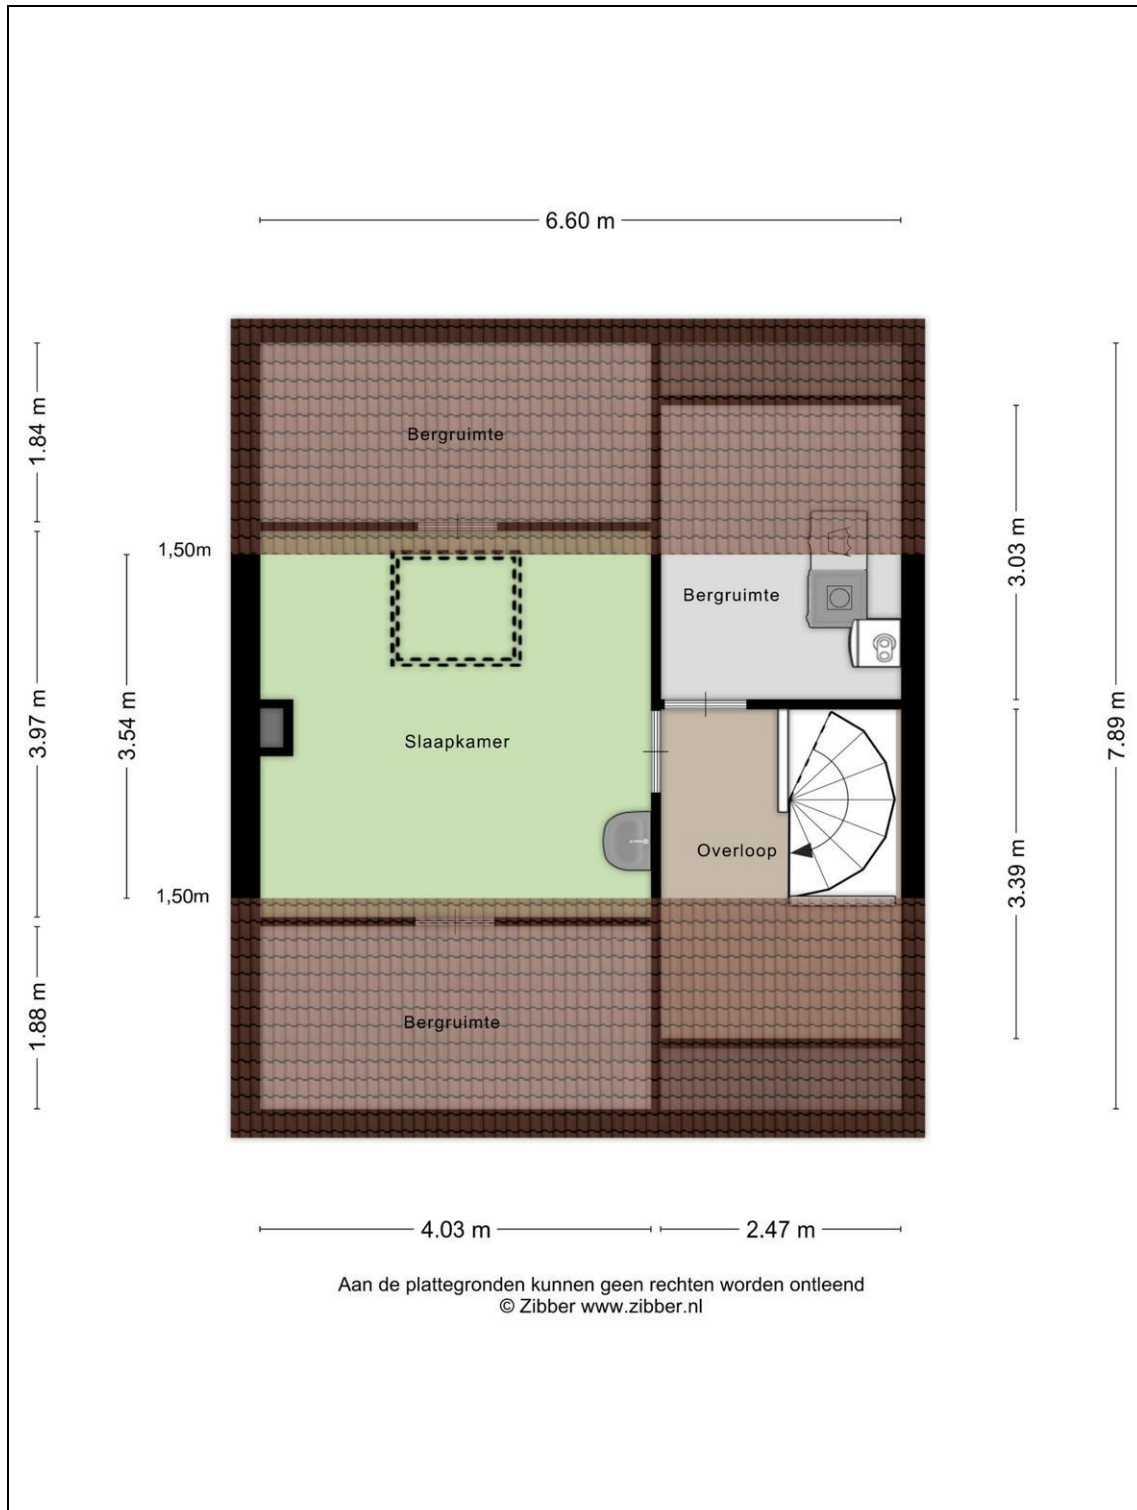 6.60 m
1.84 m
Bergruimte
1,50m
3.03 m
Bergruimte
3.97 m
3.54 m
Slaapkamer
7.89 m
Overloop
3.39 m
1,50m
1.88 m
Bergruimte
4.03 m
2.47 m
Aan de plattegronden kunnen geen rechten worden ontleend
© Zibber www.zibber.nl